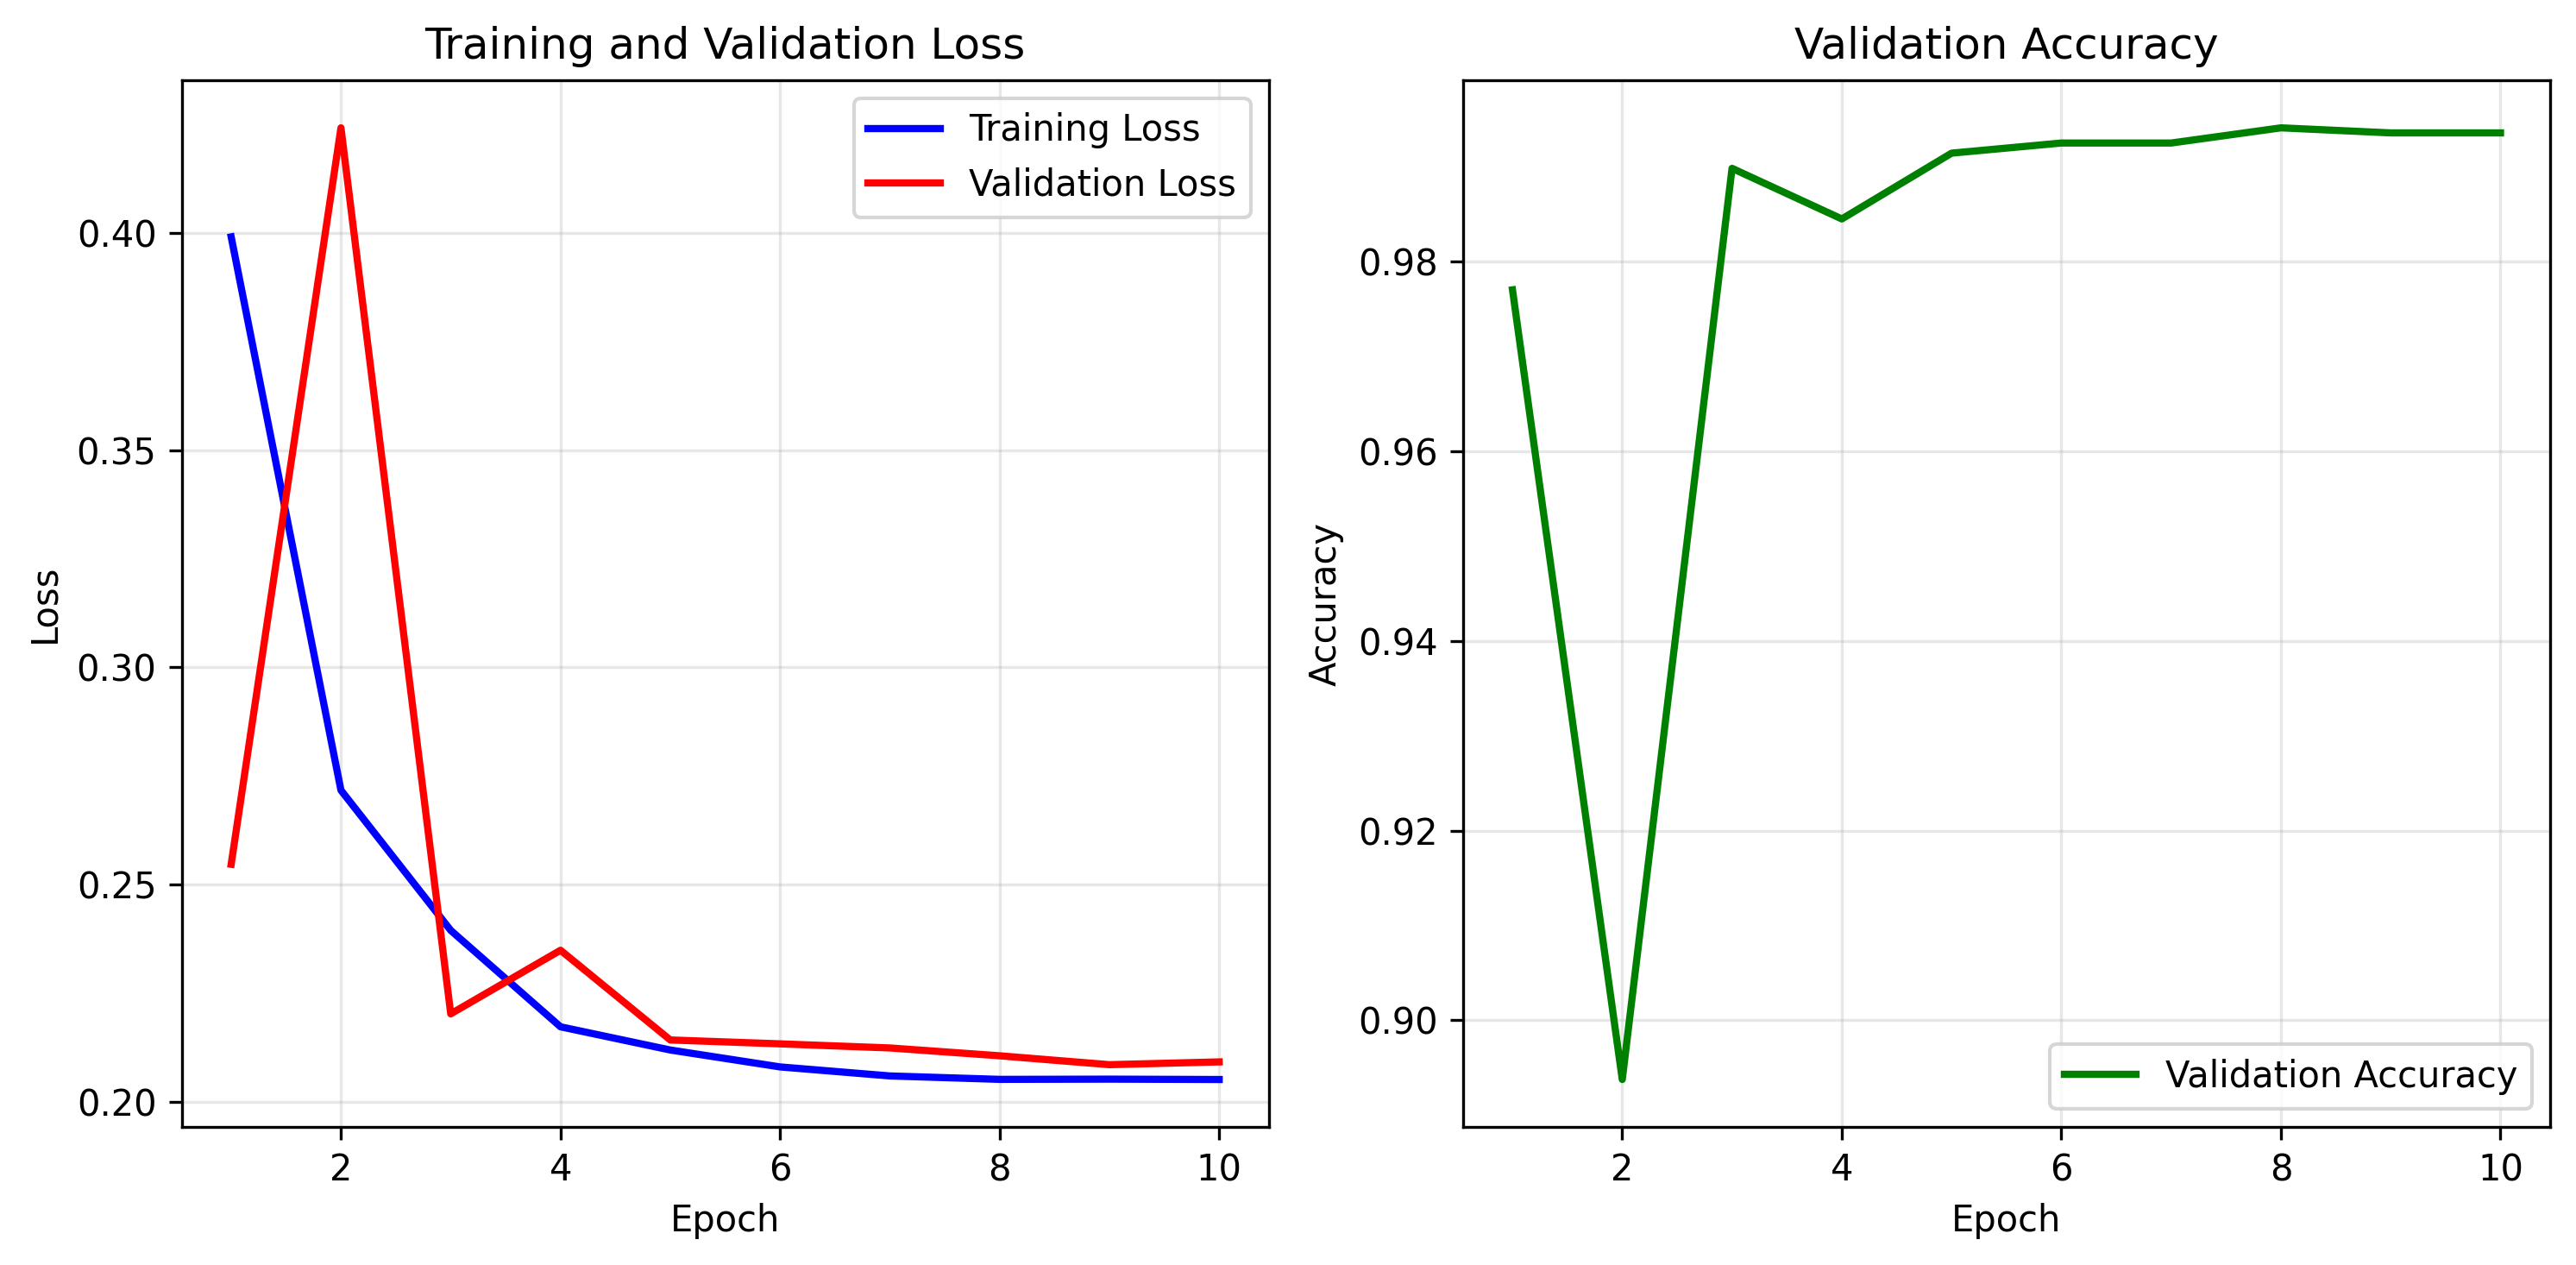 Training and Validation Loss
Training Loss
Validation Loss
0.40
0.35
0.30
0.25
0.20
Loss
2 4 6 8 10
Epoch
Validation Accuracy
0.98
0.96
0.94
0.92
0.90
Accuracy
Validation Accuracy
2 4 6 8 10
Epoch